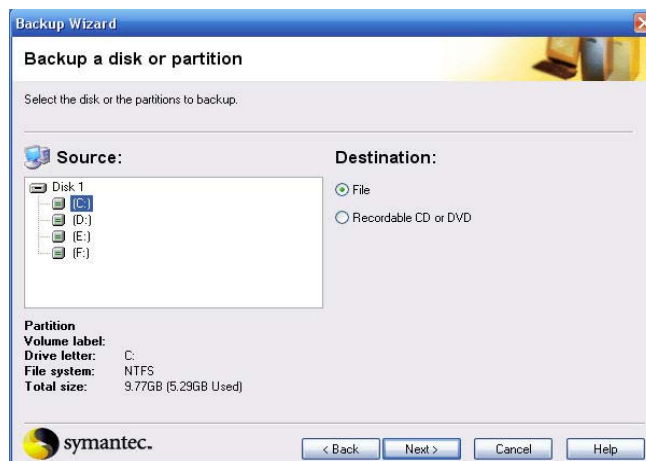 Backup Wizard
Backup a disk or partition
Select the disk or the partitions to backup.
Source:
Disk 1
(C:)
(D:)
(E:)
(F:)
Destination:
File
Recordable CD or DVD
Partition
Volume label:
Drive letter: C:
File system: NTFS
Total size: 9.77GB (5.29GB Used)
symantec.
< Back Next > Cancel Help